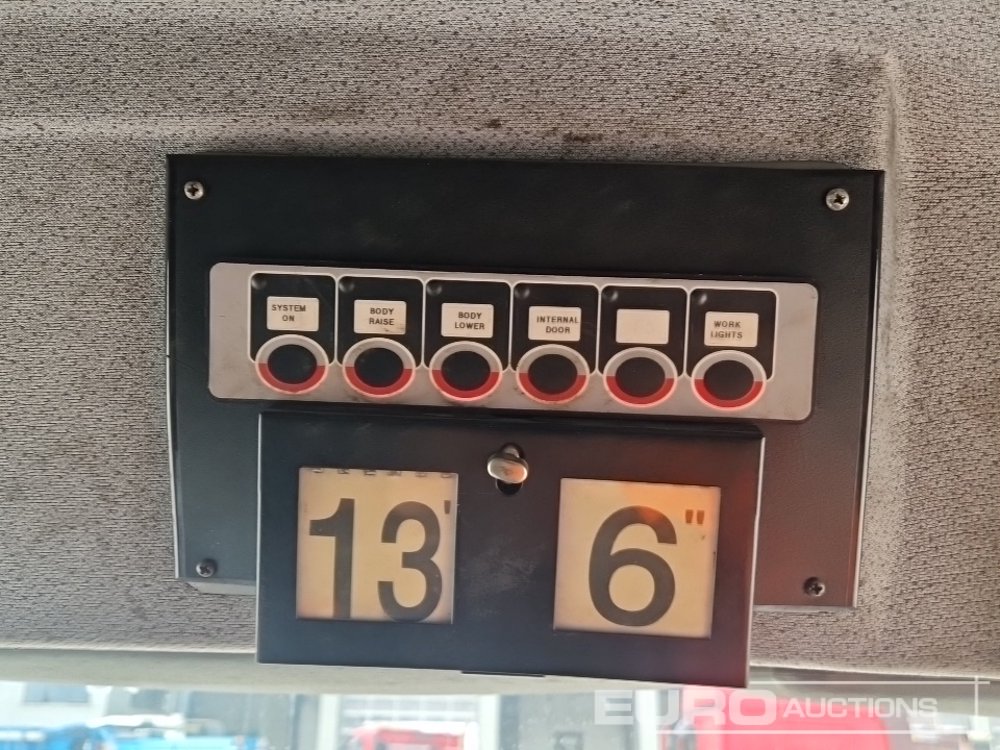 SYSTEM
ON
BODY
RAISE
BODY
LOWER
INTERNAL
DOOR
WORK
LIGHTS
13' 6"
EURO AUCTIONS